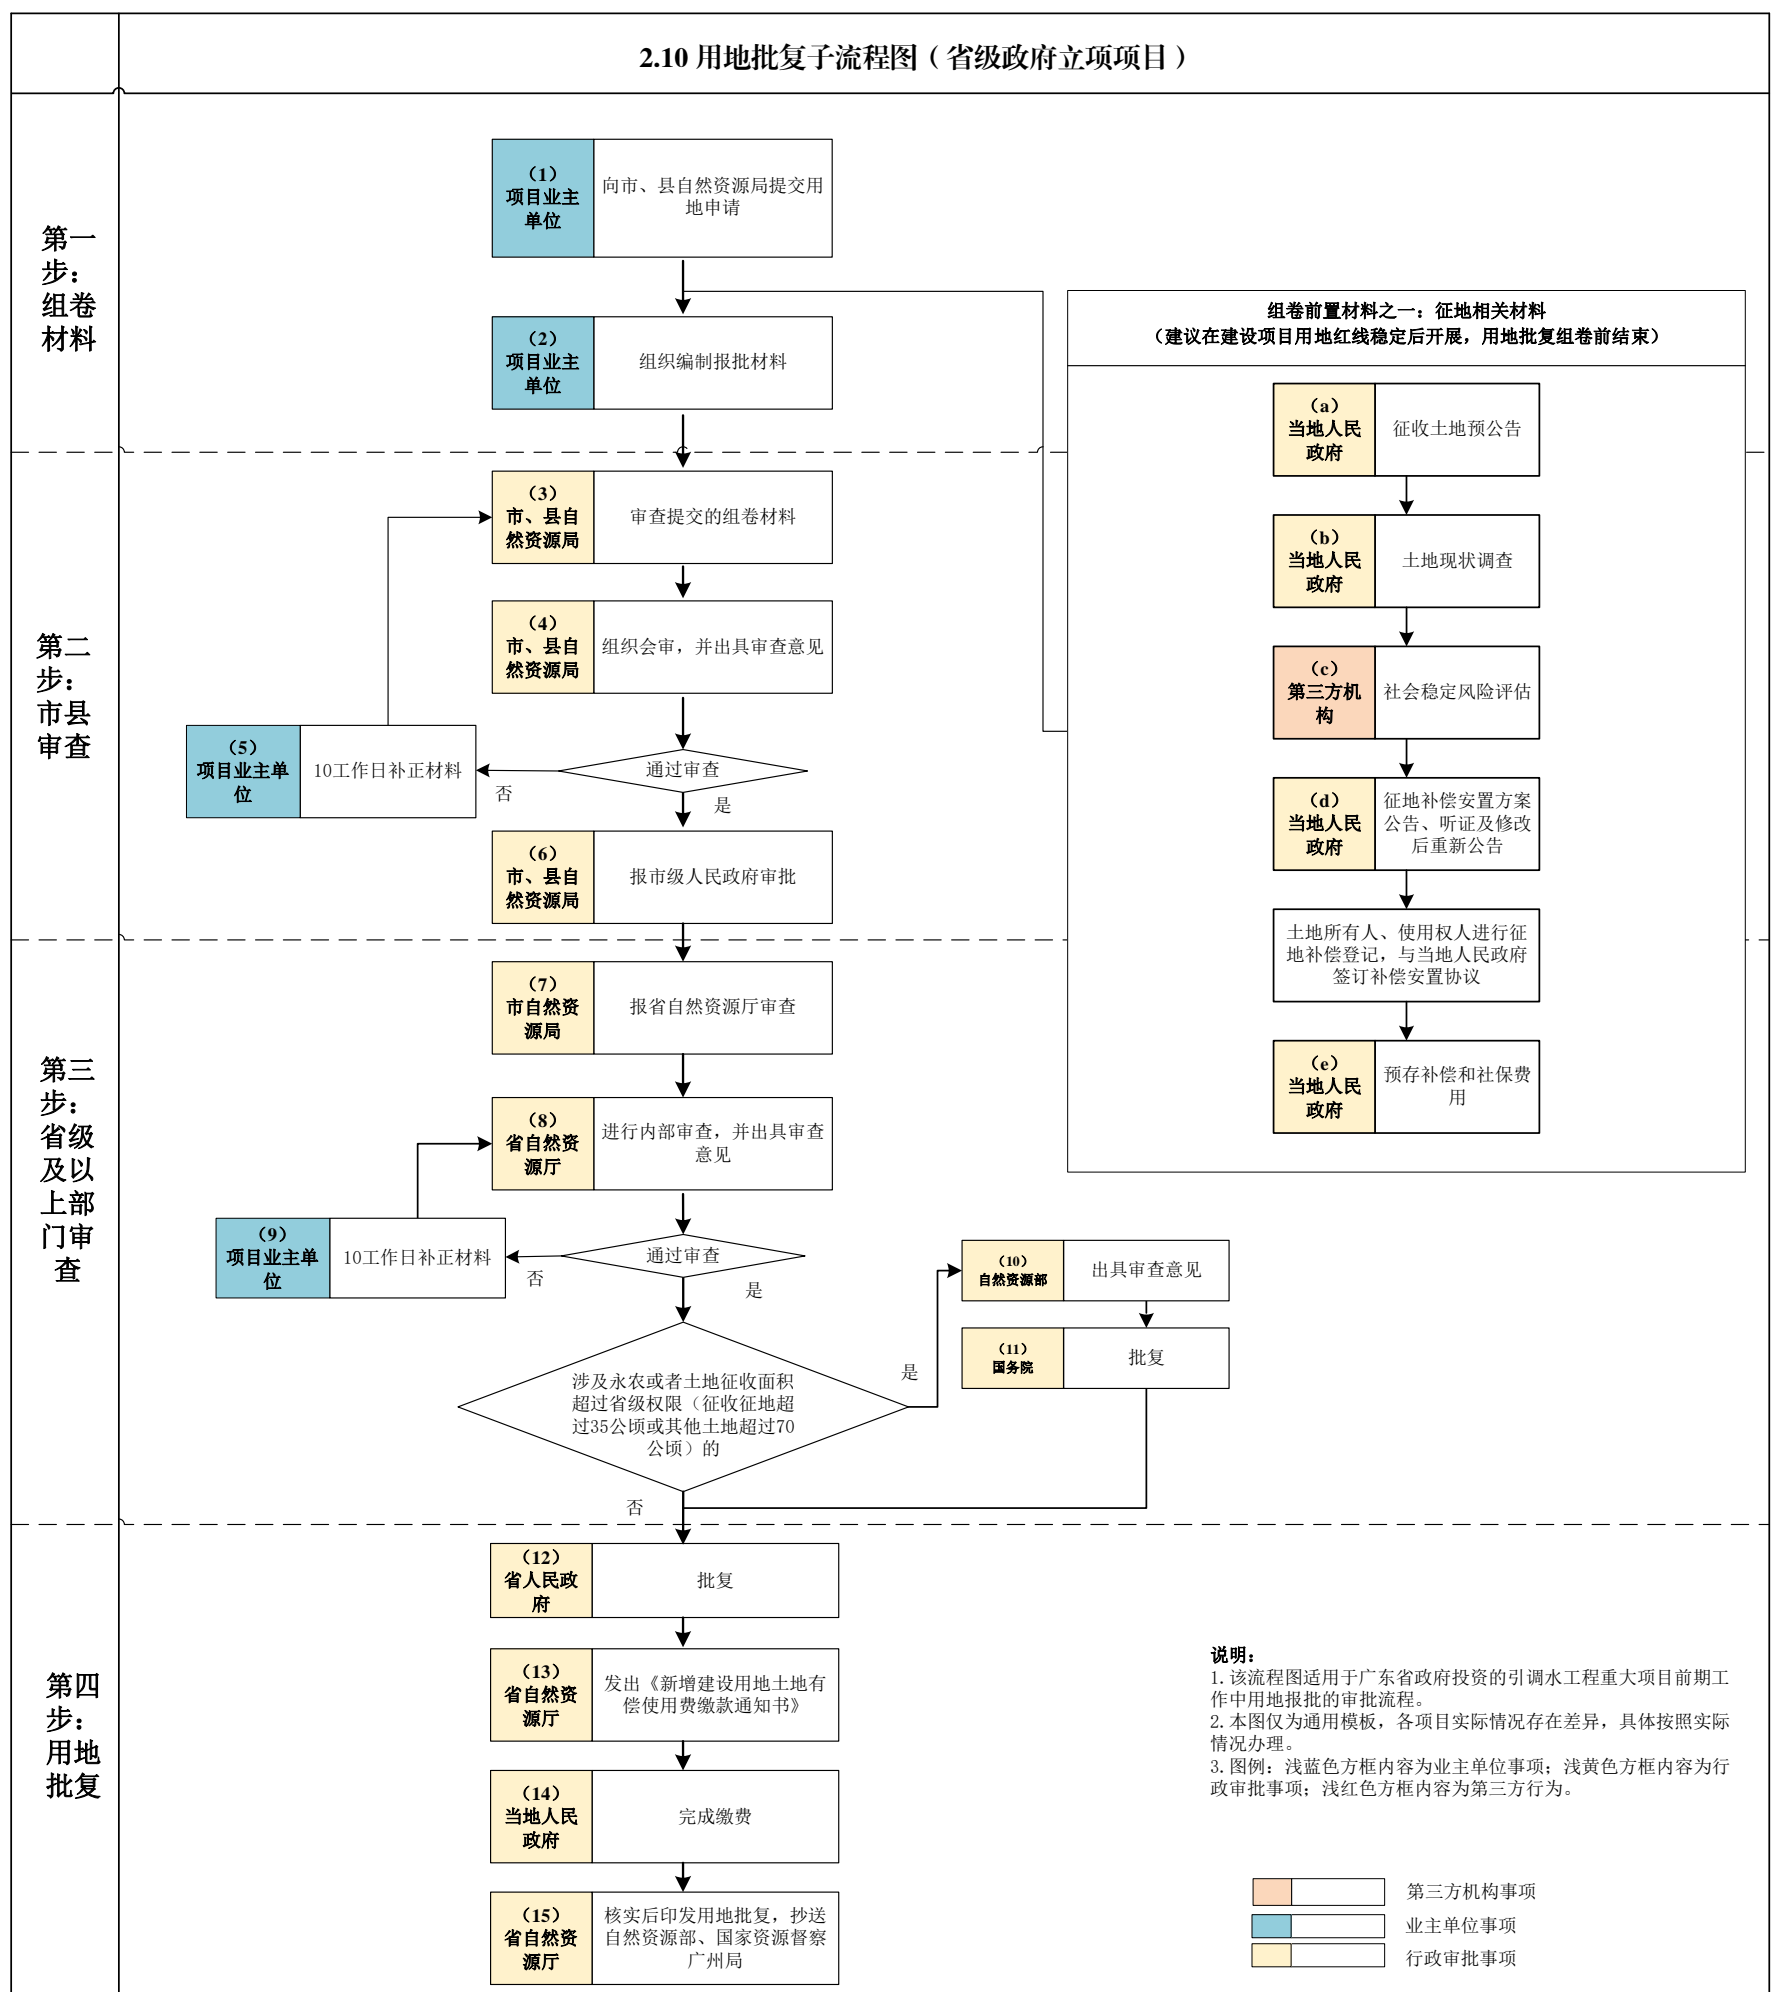 2.10 用地批复子流程图（省级政府立项项目）
第一
步：
组卷
材料
（1）
项目业主
单位
向市、县自然资源局提交用
地申请
（2）
项目业主
单位
组织编制报批材料
组卷前置材料之一：征地相关材料
（建议在建设项目用地红线稳定后开展，用地批复组卷前结束）
（a）
当地人民
政府
征收土地预公告
（b）
当地人民
政府
土地现状调查
（c）
第三方机
构
社会稳定风险评估
（d）
当地人民
政府
征地补偿安置方案
公告、听证及修改
后重新公告
土地所有人、使用权人进行征
地补偿登记，与当地人民政府
签订补偿安置协议
（e）
当地人民
政府
预存补偿和社保费
用
第二
步：
市县
审查
（3）
市、县自
然资源局
审查提交的组卷材料
（4）
市、县自
然资源局
组织会审，并出具审查意见
通过审查
否
是
（5）
项目业主单
位
10工作日补正材料
（6）
市、县自
然资源局
报市级人民政府审批
第三
步：
省级
及以
上部
门审
查
（7）
市自然资
源局
报省自然资源厅审查
（8）
省自然资
源厅
进行内部审查，并出具审查
意见
通过审查
否
是
（9）
项目业主单
位
10工作日补正材料
涉及永农或者土地征收面积
超过省级权限（征收征地超
过35公顷或其他土地超过70
公顷）的
是
否
（10）
自然资源部
出具审查意见
（11）
国务院
批复
第四
步：
用地
批复
（12）
省人民政
府
批复
（13）
省自然资
源厅
发出《新增建设用地土地有
偿使用费缴款通知书》
（14）
当地人民
政府
完成缴费
（15）
省自然资
源厅
核实后印发用地批复，抄送
自然资源部、国家资源督察
广州局
说明：
1.该流程图适用于广东省政府投资的引调水工程重大项目前期工
作中用地报批的审批流程。
2.本图仅为通用模板，各项目实际情况存在差异，具体按照实际
情况办理。
3.图例：浅蓝色方框内容为业主单位事项；浅黄色方框内容为行
政审批事项；浅红色方框内容为第三方行为。
第三方机构事项
业主单位事项
行政审批事项